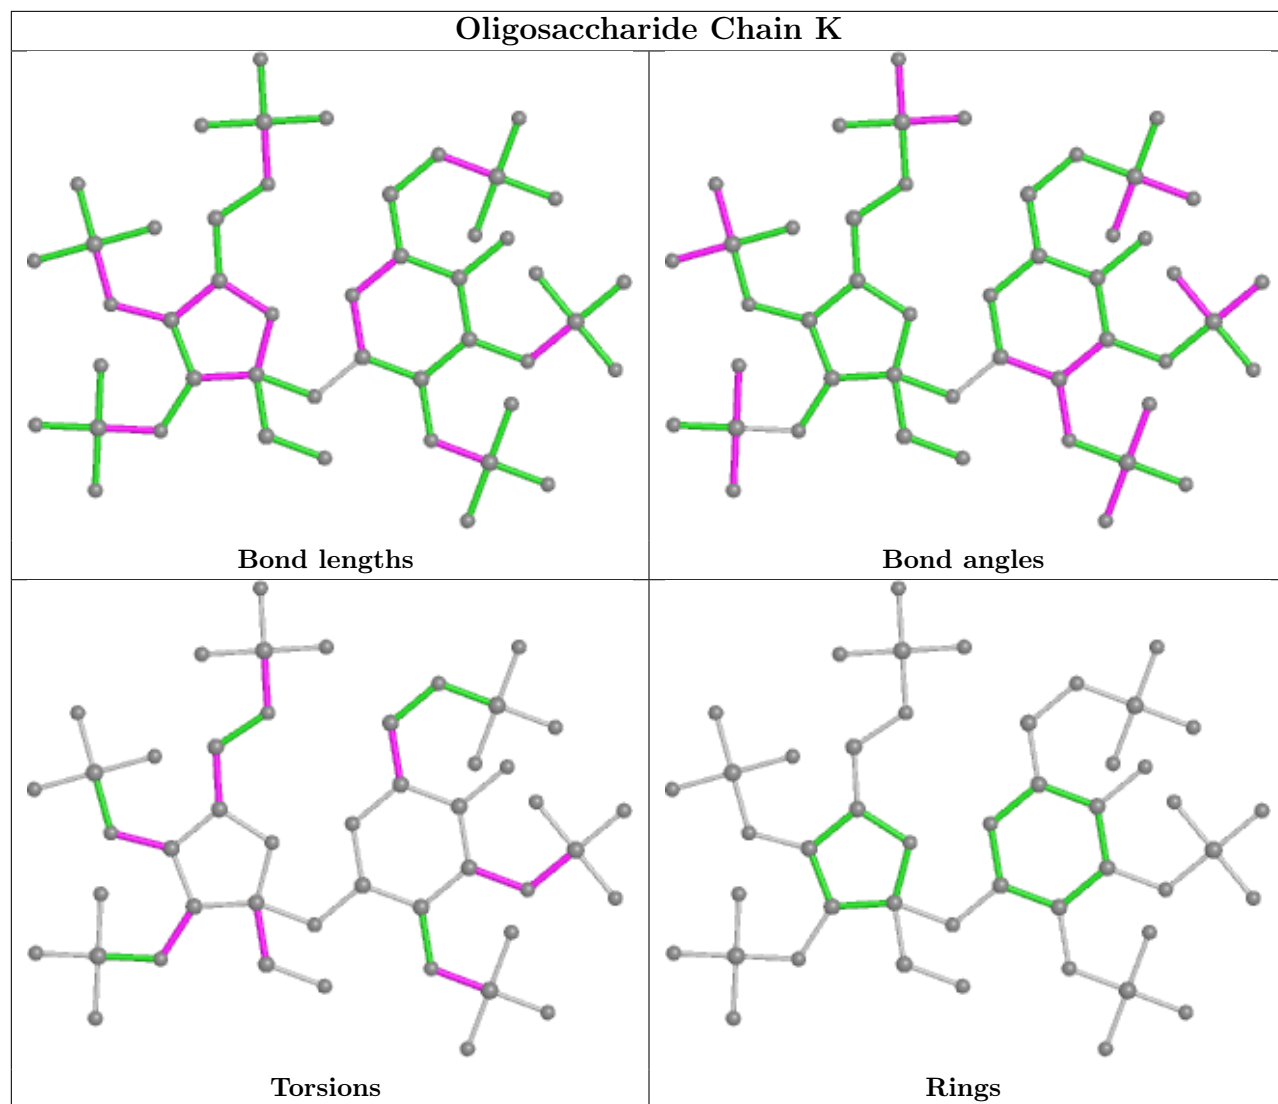 Oligosaccharide Chain K
Bond lengths
Bond angles
Torsions
Rings